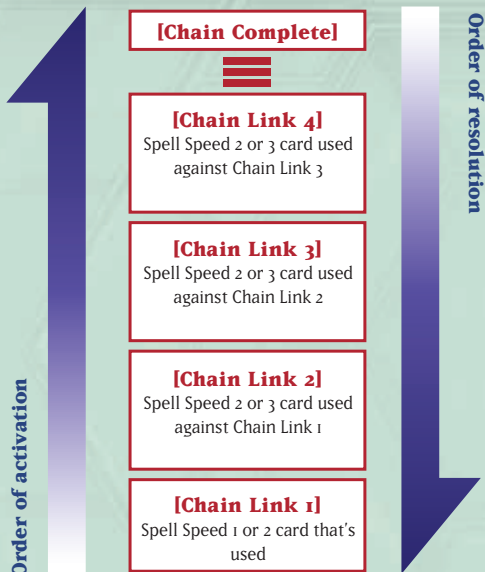 [Chain Complete]
[Chain Link 4]
Spell Speed 2 or 3 card used
against Chain Link 3
[Chain Link 3]
Spell Speed 2 or 3 card used
against Chain Link 2
[Chain Link 2]
Spell Speed 2 or 3 card used
against Chain Link 1
[Chain Link 1]
Spell Speed 1 or 2 card that's
used
Order of activation
Order of resolution